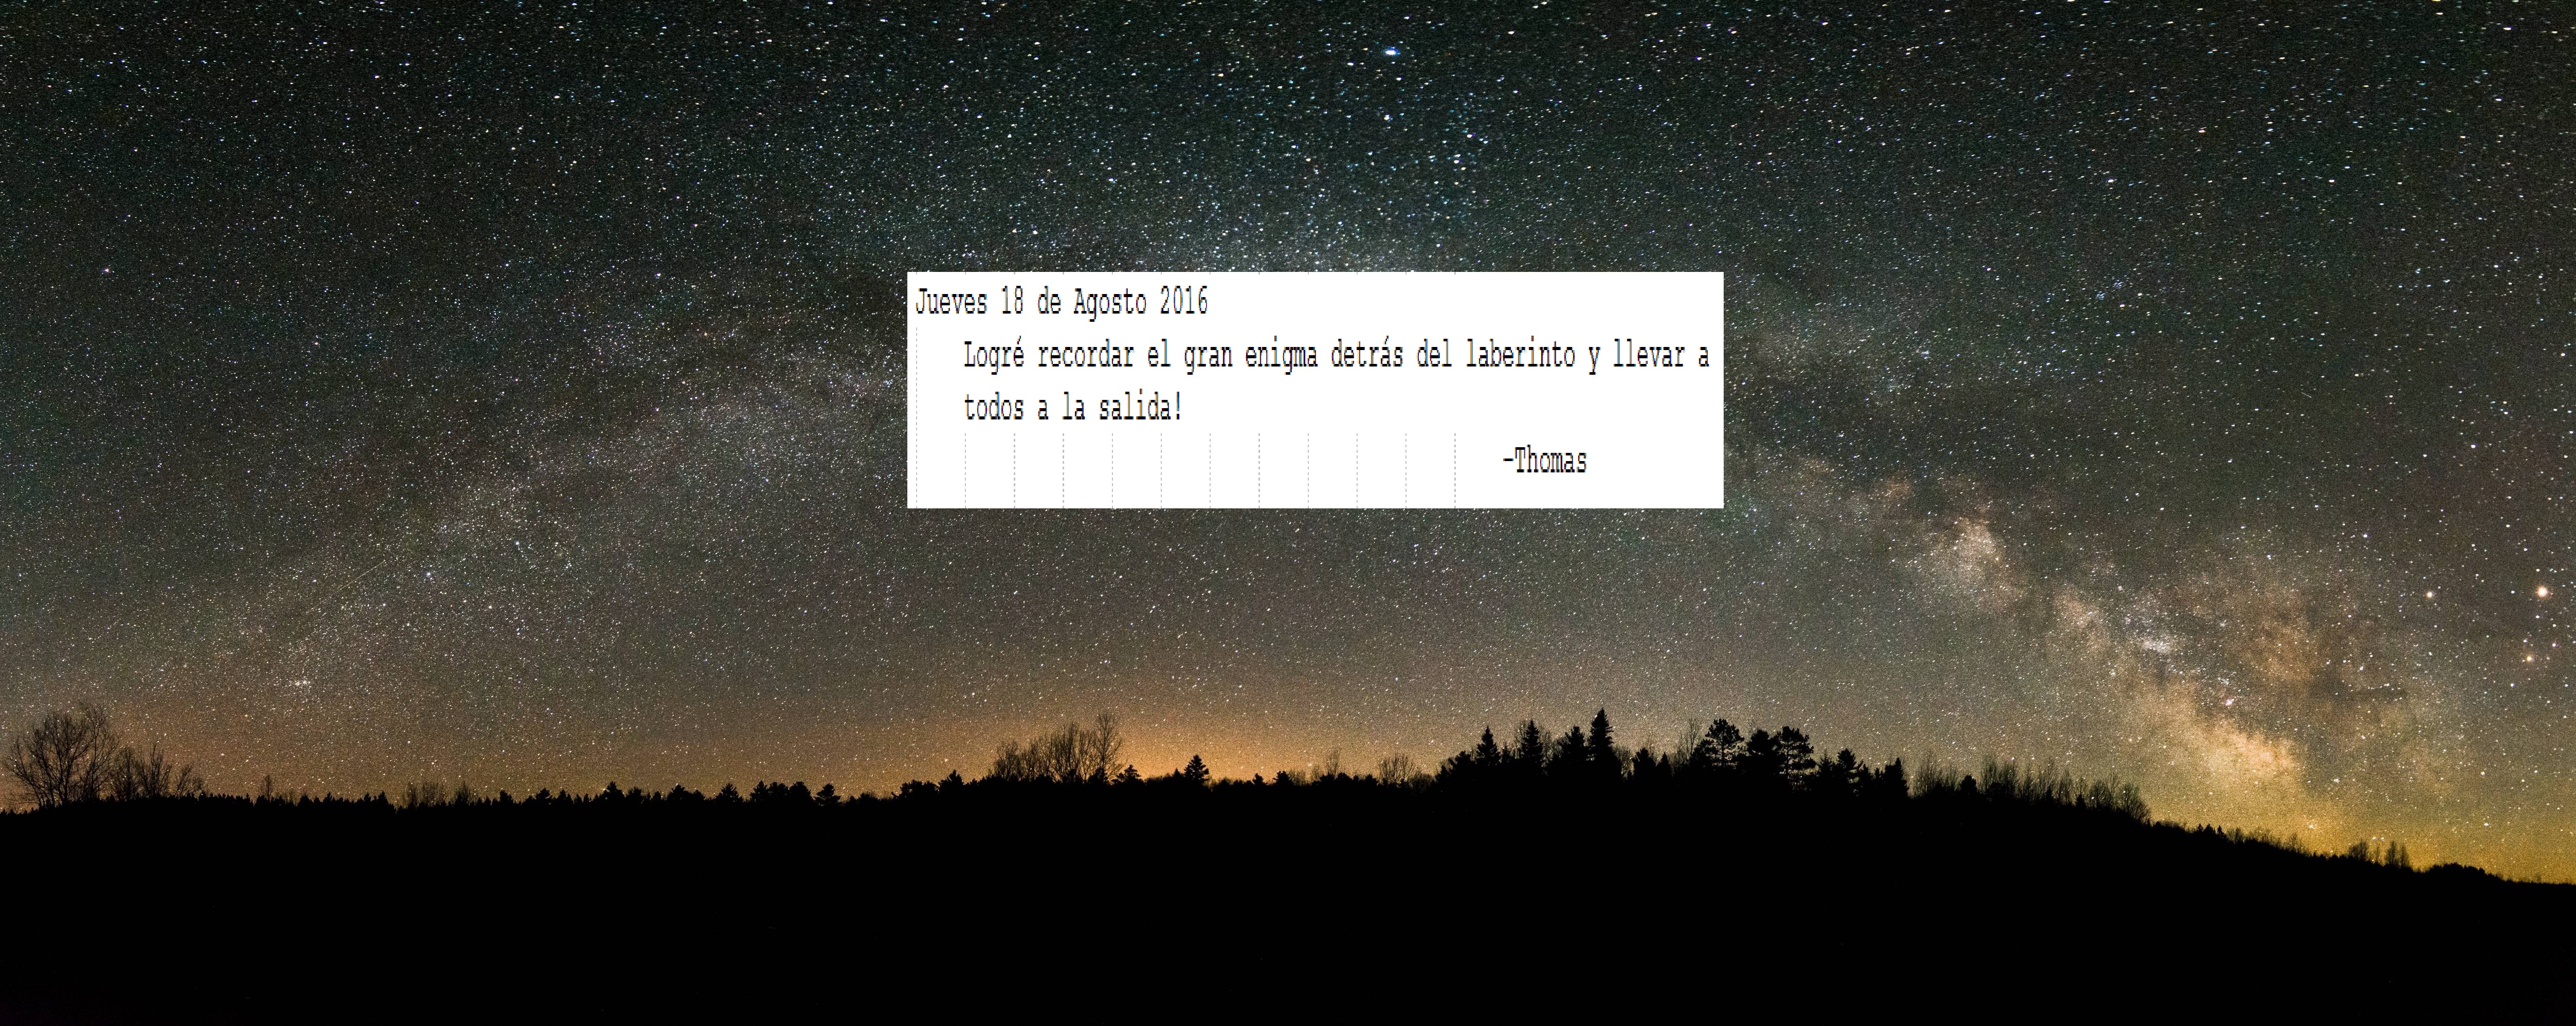 Jueves 18 de Agosto 2016
Logré recordar el gran enigma detrás del laberinto y llevar a
todos a la salida!
-Thomas